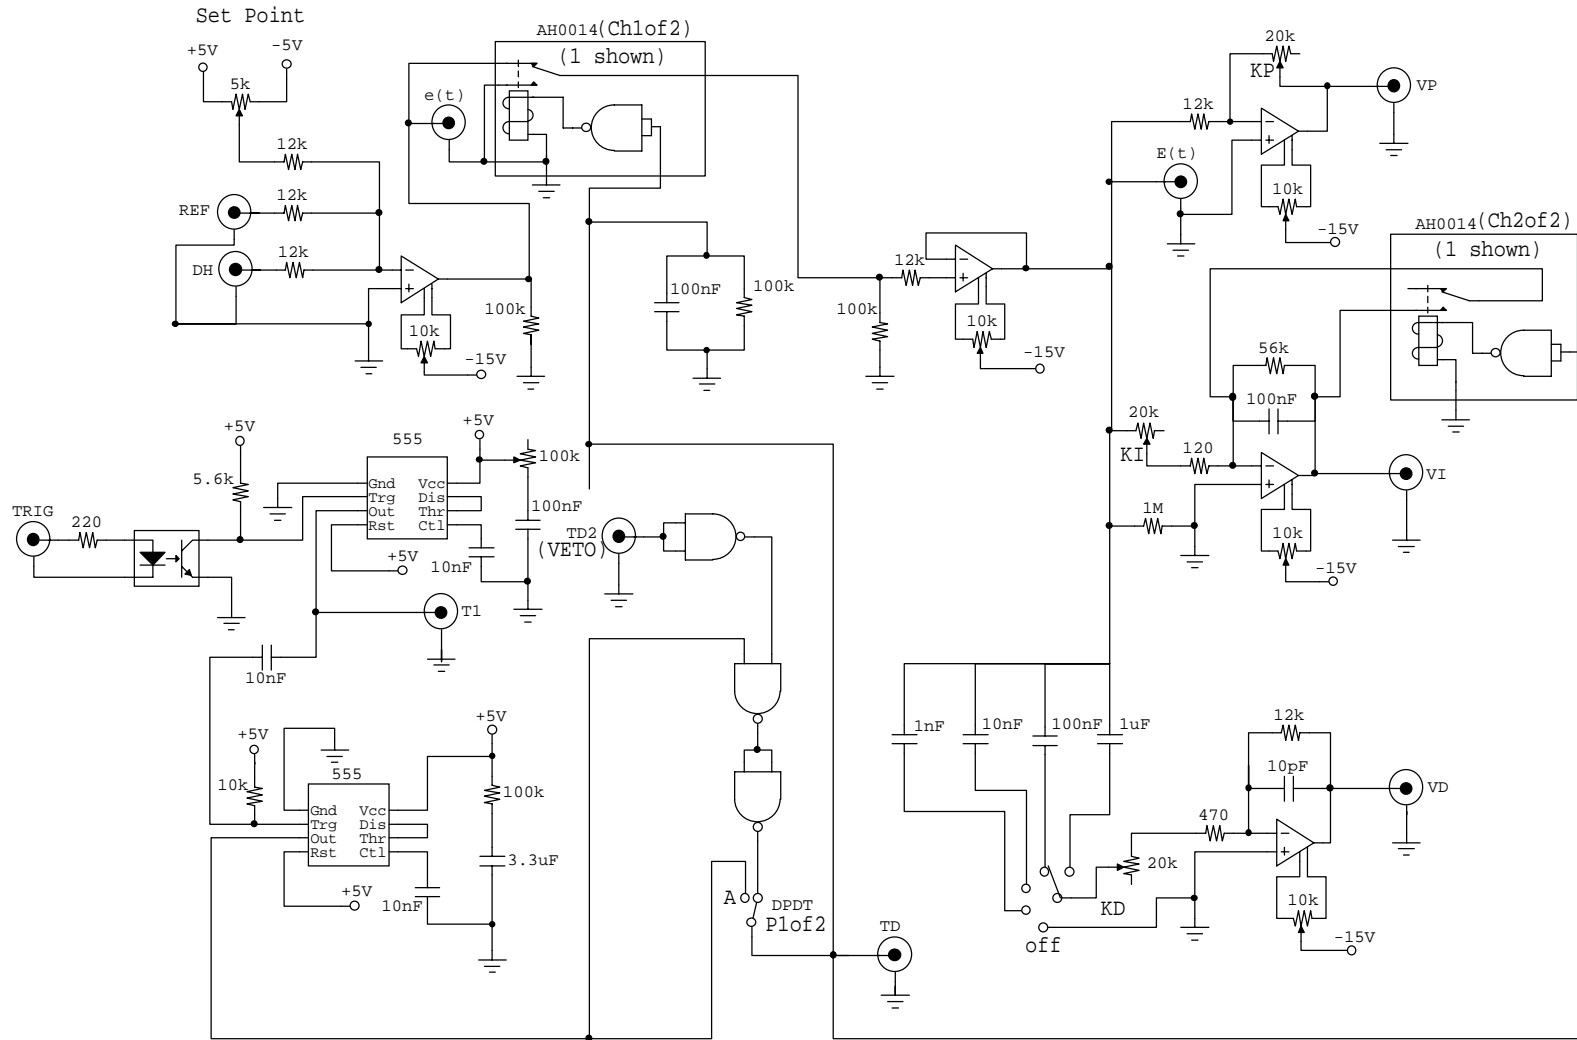 Set Point
+5V
-5V
5k
12k
REF
12k
DH
12k
10k
-15V
100k
e(t)
AH0014(Ch1of2)
(1 shown)
100nF
100k
100k
12k
10k
-15V
20k
KP
12k
VP
E(t)
10k
-15V
AH0014(Ch2of2)
(1 shown)
56k
100nF
20k
KI
120
VI
1M
10k
-15V
TRIG
220
+5V
5.6k
555
Gnd Vcc
Trg Dis
Out Thr
Rst Ctl
+5V
100k
100nF
+5V
10nF
TD2
(VETO)
T1
10nF
+5V
10k
555
Gnd Vcc
Trg Dis
Out Thr
Rst Ctl
+5V
100k
3.3uF
+5V
10nF
A
DPDT
P1of2
TD
1nF
10nF
100nF
1uF
20k
KD
off
470
12k
10pF
VD
10k
-15V